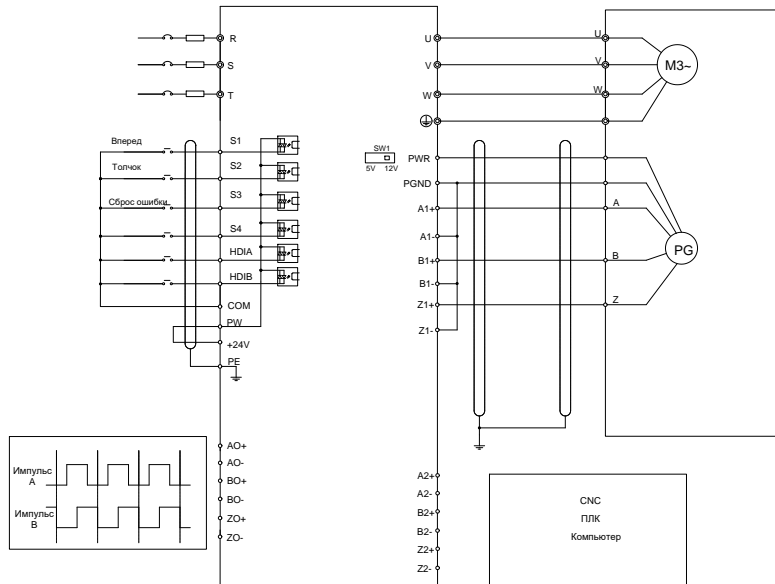 R
S
T
Вперед
Толчок
Сброс ошибки
S1
S2
S3
S4
HDIA
HDIB
COM
PW
+24V
PE
U
V
W
SW1
5V 12V
PWR
PGND
A1+
A1-
B1+
B1-
Z1+
Z1-
U
V
W
M3~
A
B
Z
PG
Импульс
A
Импульс
B
AO+
AO-
BO+
BO-
ZO+
ZO-
A2+
A2-
B2+
B2-
Z2+
Z2-
CNC
ПЛК
Компьютер